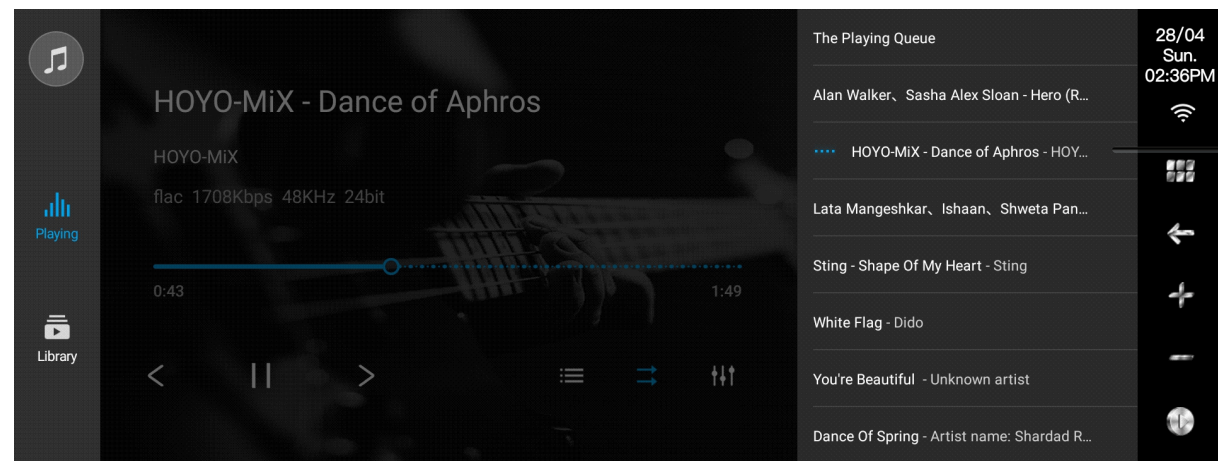 Playing
Library
HOYO-MiX - Dance of Aphros
HOYO-MiX
flac 1708Kbps 48KHz 24bit
0:43
1:49
The Playing Queue
Alan Walker、Sasha Alex Sloan - Hero (R...
HOYO-MiX - Dance of Aphros - HOY...
Lata Mangeshkar、Ishaan、Shweta Pan...
Sting - Shape Of My Heart - Sting
White Flag - Dido
You're Beautiful - Unknown artist
Dance Of Spring - Artist name: Shardad R...
28/04
Sun.
02:36PM